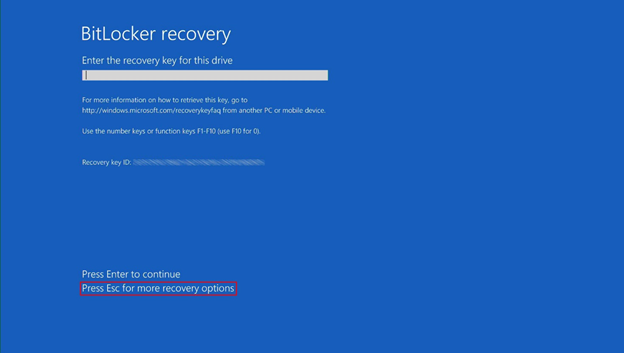 BitLocker recovery
Enter the recovery key for this drive
For more information on how to retrieve this key, go to
http://windows.microsoft.com/recoverykeyfaq from another PC or mobile device.
Use the number keys or function keys F1-F10 (use F10 for 0).
Recovery key ID:
Press Enter to continue
Press Esc for more recovery options